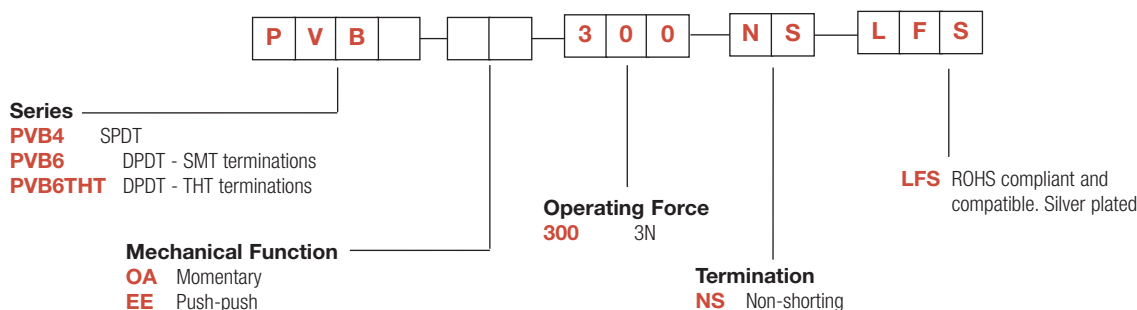 P V B 3 0 0 N S L F S
Series
PVB4 SPDT
PVB6 DPDT - SMT terminations
PVB6THT DPDT - THT terminations
Mechanical Function
OA Momentary
EE Push-push
Operating Force
300 3N
Termination
NS Non-shorting
LFS ROHS compliant and
compatible. Silver plated